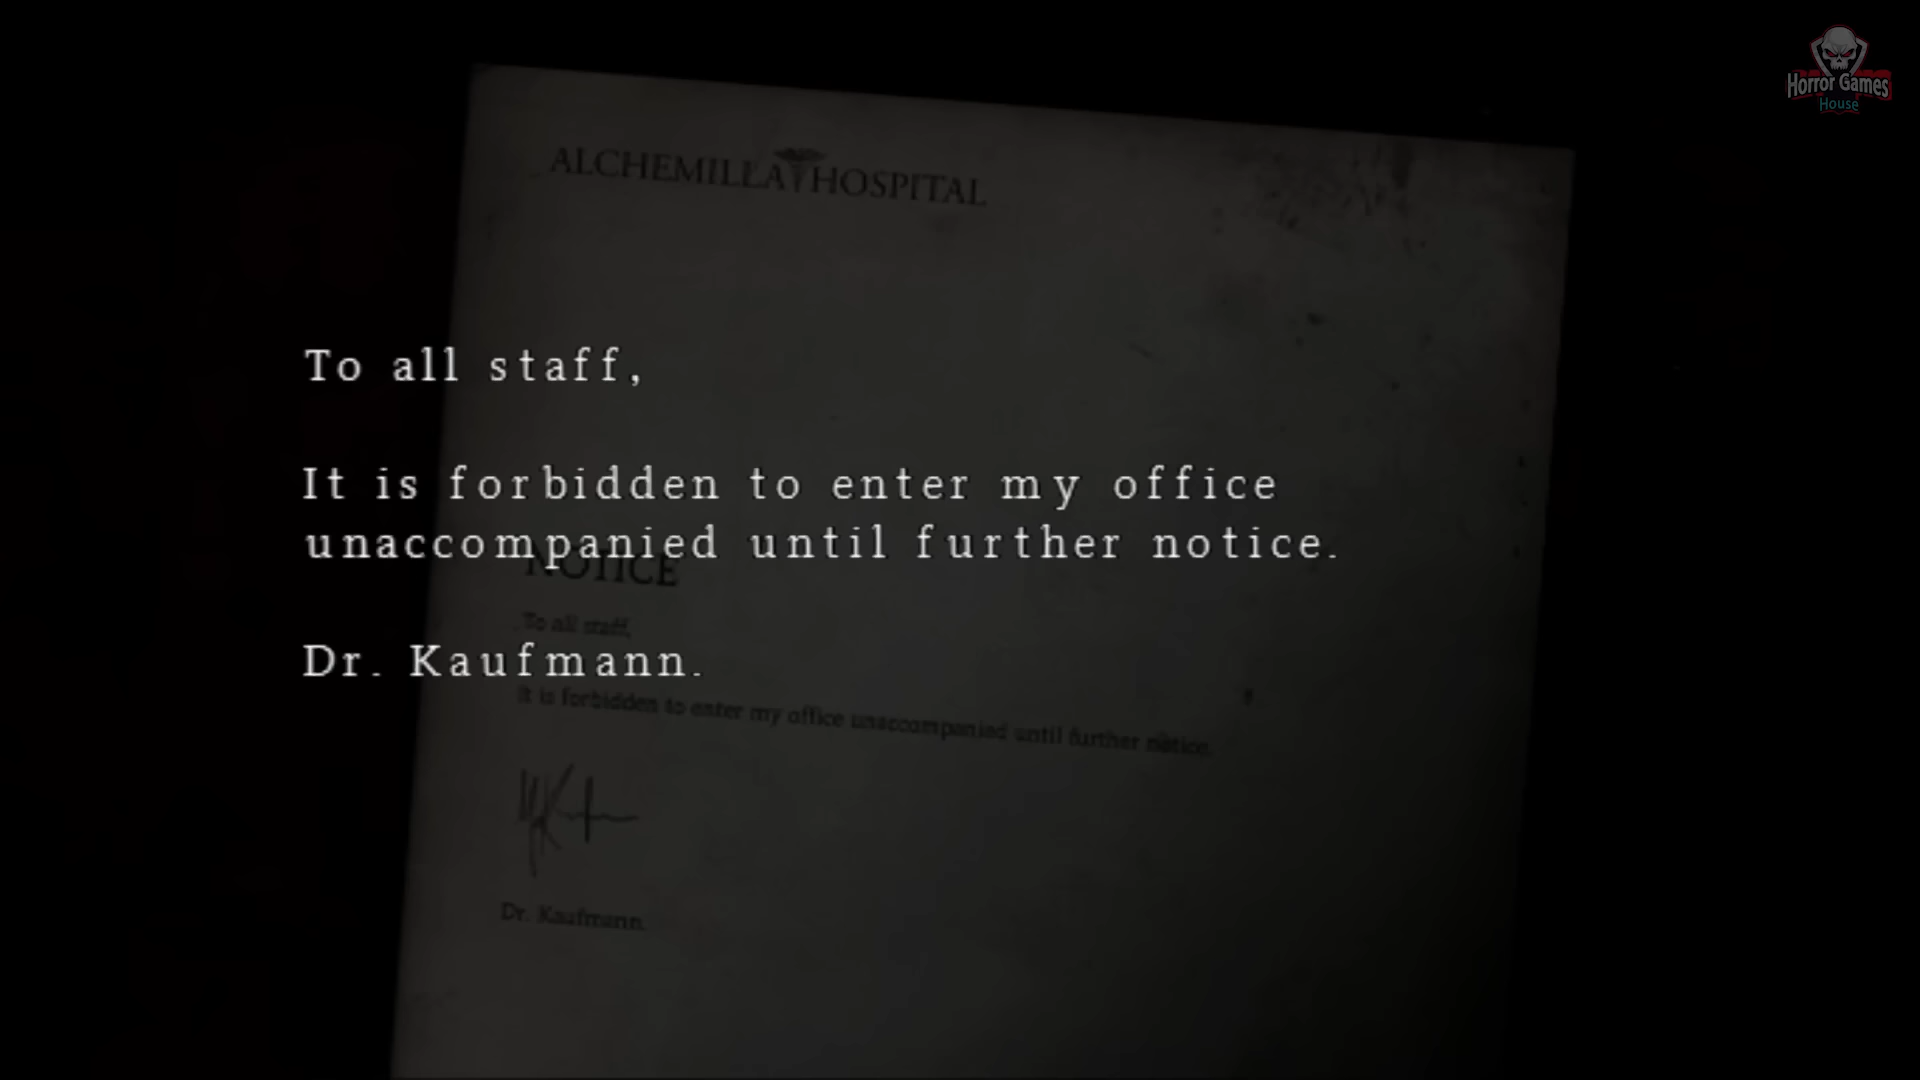 Horror Games
House
ALCHEMILLA HOSPITAL
To all staff,
It is forbidden to enter my office
unaccompanied until further notice.
Dr. Kaufmann.
NOTICE
To all staff,
It is forbidden to enter my office unaccompanied until further notice.
Dr. Kaufmann.